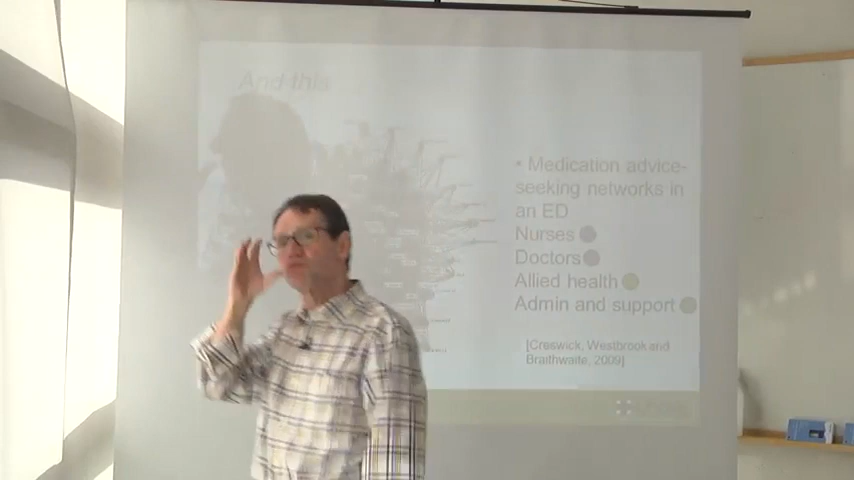 And this
• Medication advice-
seeking networks in
an ED
Nurses
Doctors
Allied health
Admin and support
[Creswick, Westbrook and
Braithwaite, 2009]